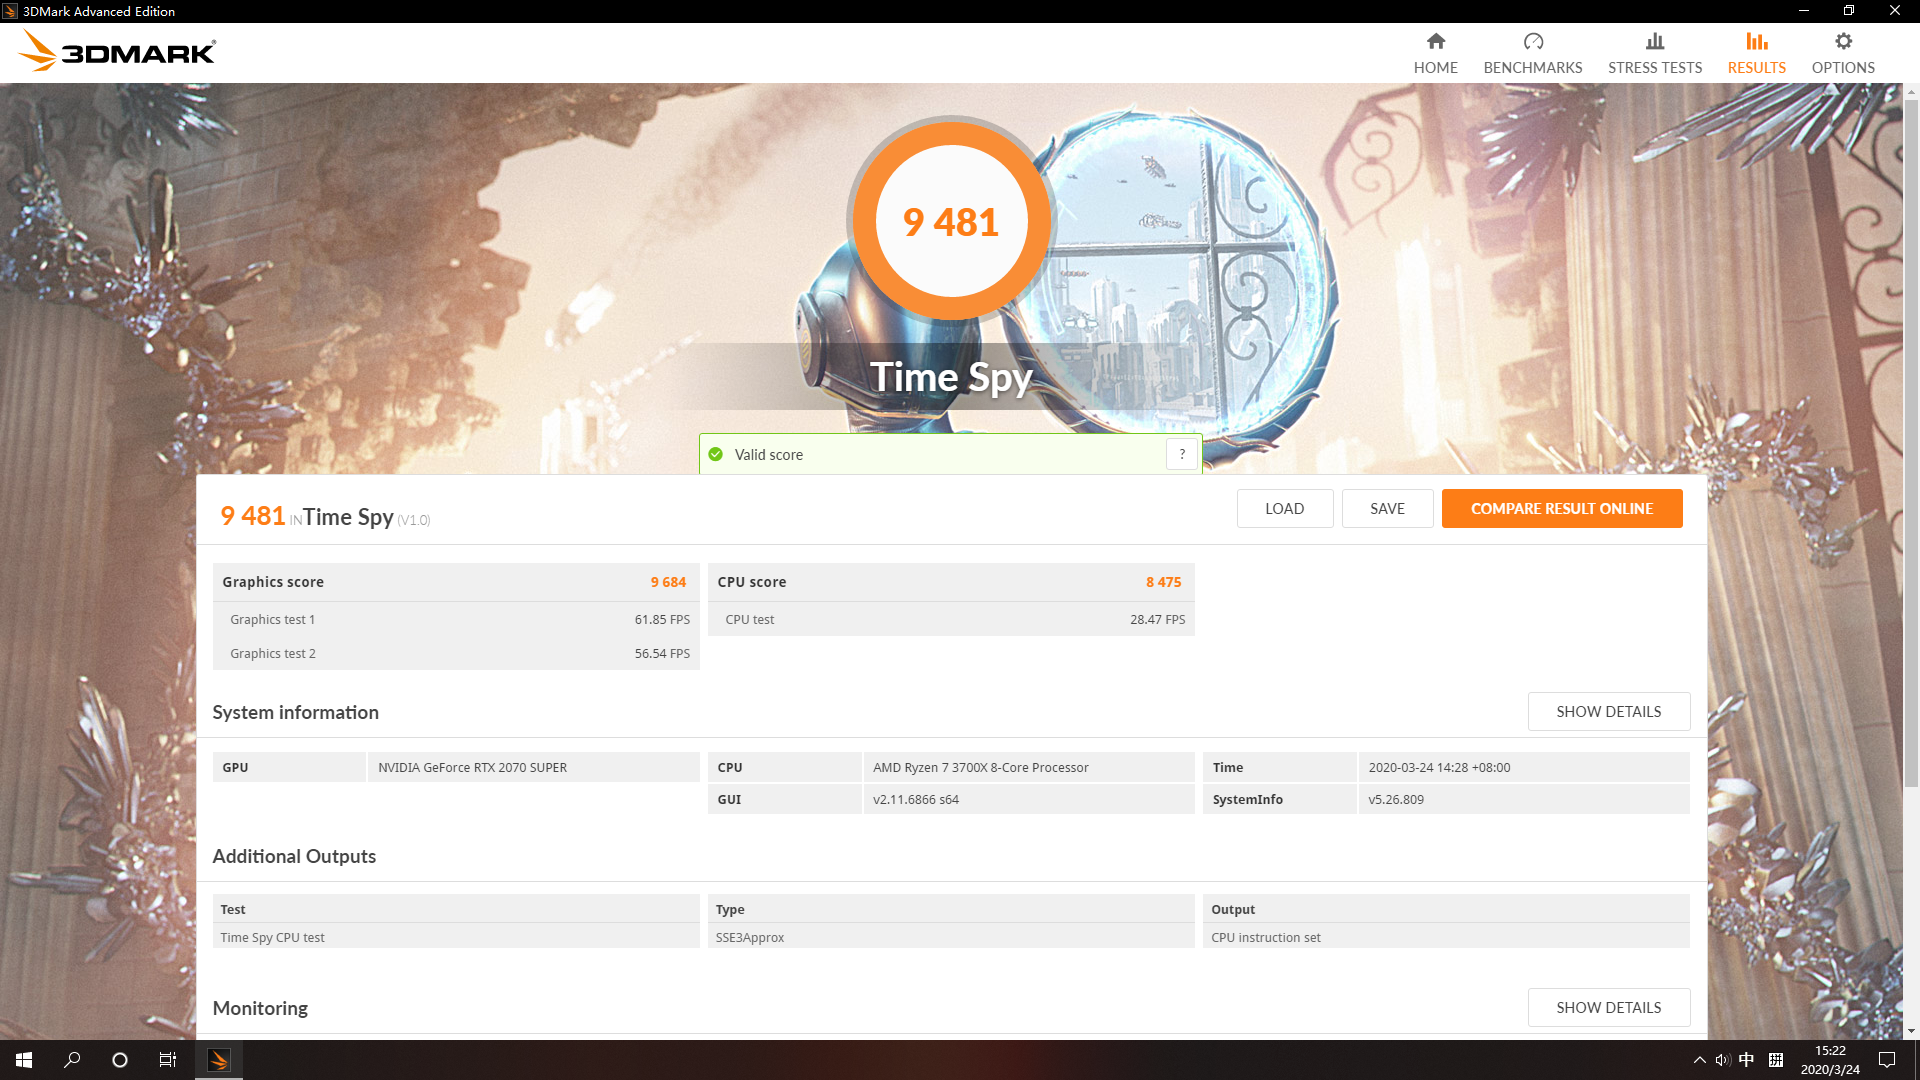 3DMark Advanced Edition
3DMARK®
HOME
BENCHMARKS
STRESS TESTS
RESULTS
OPTIONS
9 481
Time Spy
Valid score
?
9 481 IN Time Spy (V1.0)
LOAD
SAVE
COMPARE RESULT ONLINE
Graphics score 9 684
Graphics test 1 61.85 FPS
Graphics test 2 56.54 FPS
CPU score 8 475
CPU test 28.47 FPS
System information
SHOW DETAILS
GPU NVIDIA GeForce RTX 2070 SUPER
CPU AMD Ryzen 7 3700X 8-Core Processor
Time 2020-03-24 14:28 +08:00
GUI v2.11.6866 s64
SystemInfo v5.26.809
Additional Outputs
Test Type Output
Time Spy CPU test SSE3Approx CPU instruction set
Monitoring
SHOW DETAILS
中 拼
15:22
2020/3/24